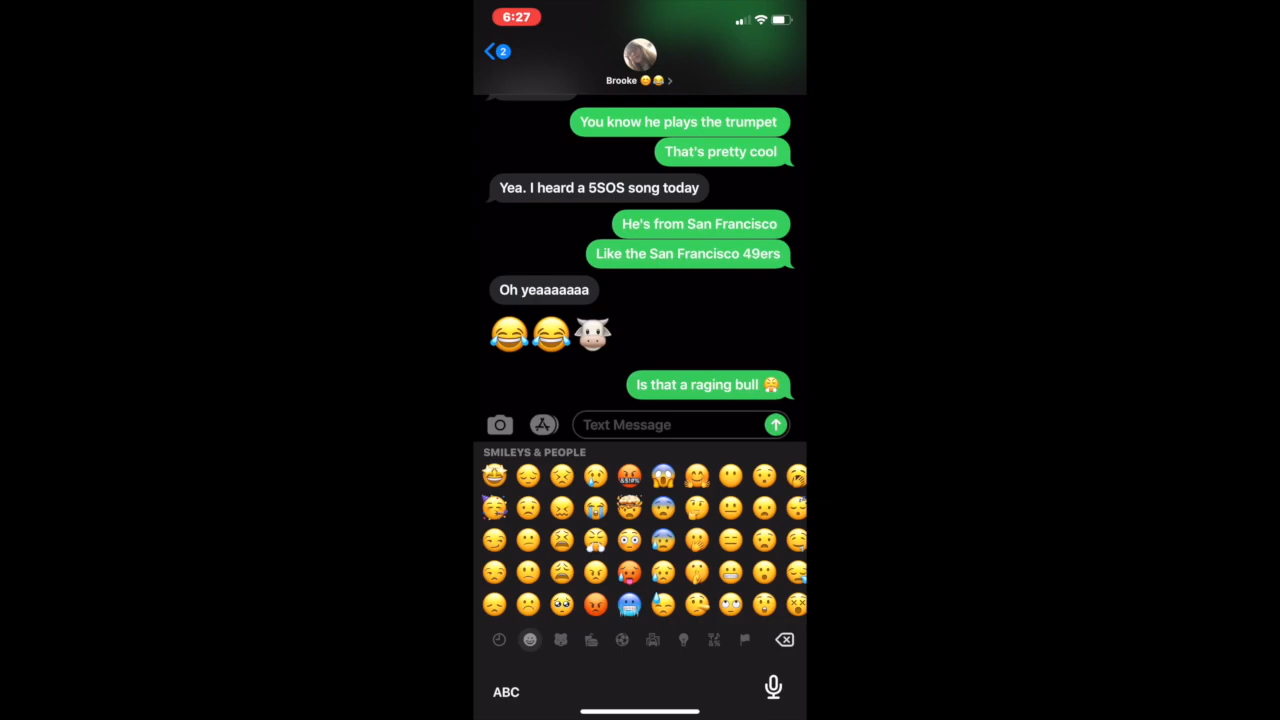 6:27
2
Brooke 😊😂 >
You know he plays the trumpet
That's pretty cool
Yea. I heard a 5SOS song today
He's from San Francisco
Like the San Francisco 49ers
Oh yeaaaaaaa
😂😂🐮
Is that a raging bull 😤
Text Message
SMILEYS & PEOPLE
ABC